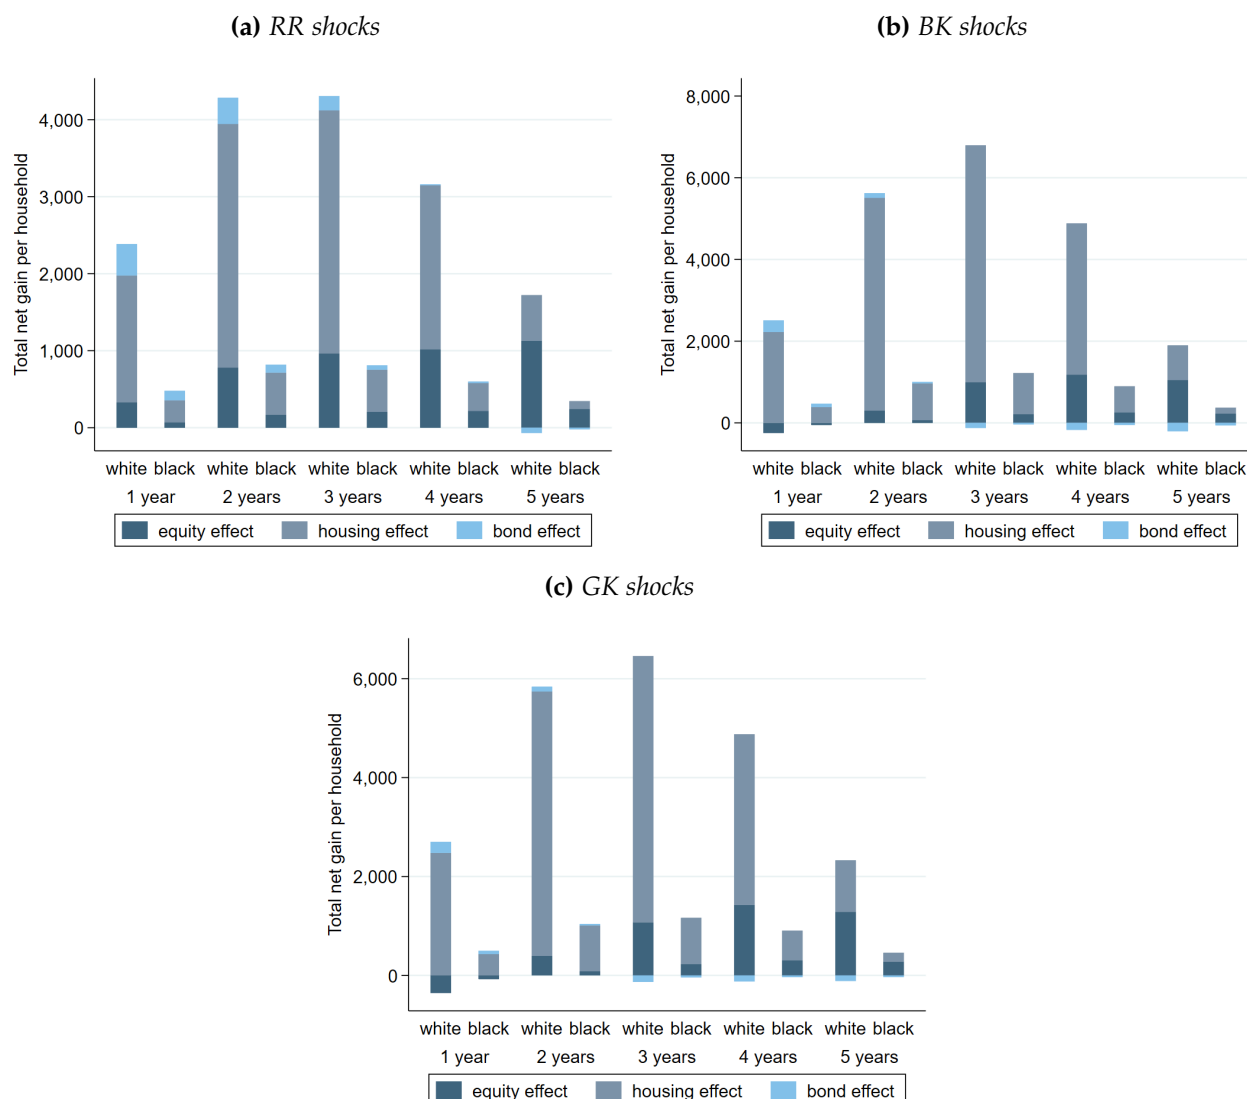 (a) RR shocks
Total net gain per household
4,000
3,000
2,000
1,000
0
white black white black white black white black white black
1 year 2 years 3 years 4 years 5 years
equity effect housing effect bond effect
(b) BK shocks
Total net gain per household
8,000
6,000
4,000
2,000
0
white black white black white black white black white black
1 year 2 years 3 years 4 years 5 years
equity effect housing effect bond effect
(c) GK shocks
Total net gain per household
6,000
4,000
2,000
0
white black white black white black white black white black
1 year 2 years 3 years 4 years 5 years
equity effect housing effect bond effect